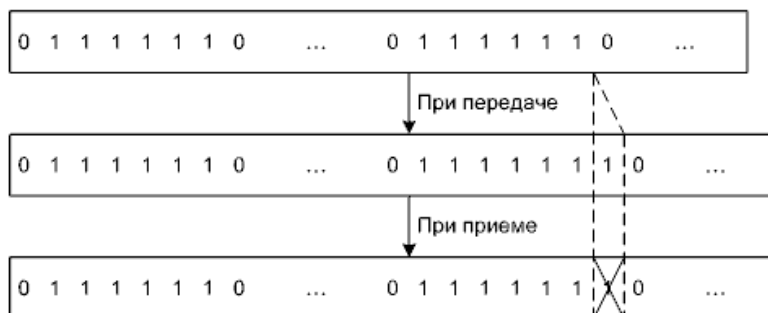 0 1 1 1 1 1 1 0 ... 0 1 1 1 1 1 1 0 ...
При передаче
0 1 1 1 1 1 1 0 ... 0 1 1 1 1 1 1 1 0 ...
При приеме
0 1 1 1 1 1 1 0 ... 0 1 1 1 1 1 1 1 0 ...